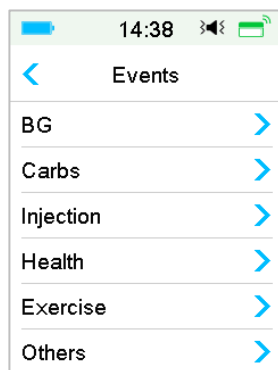 14:38
Events
BG
Carbs
Injection
Health
Exercise
Others